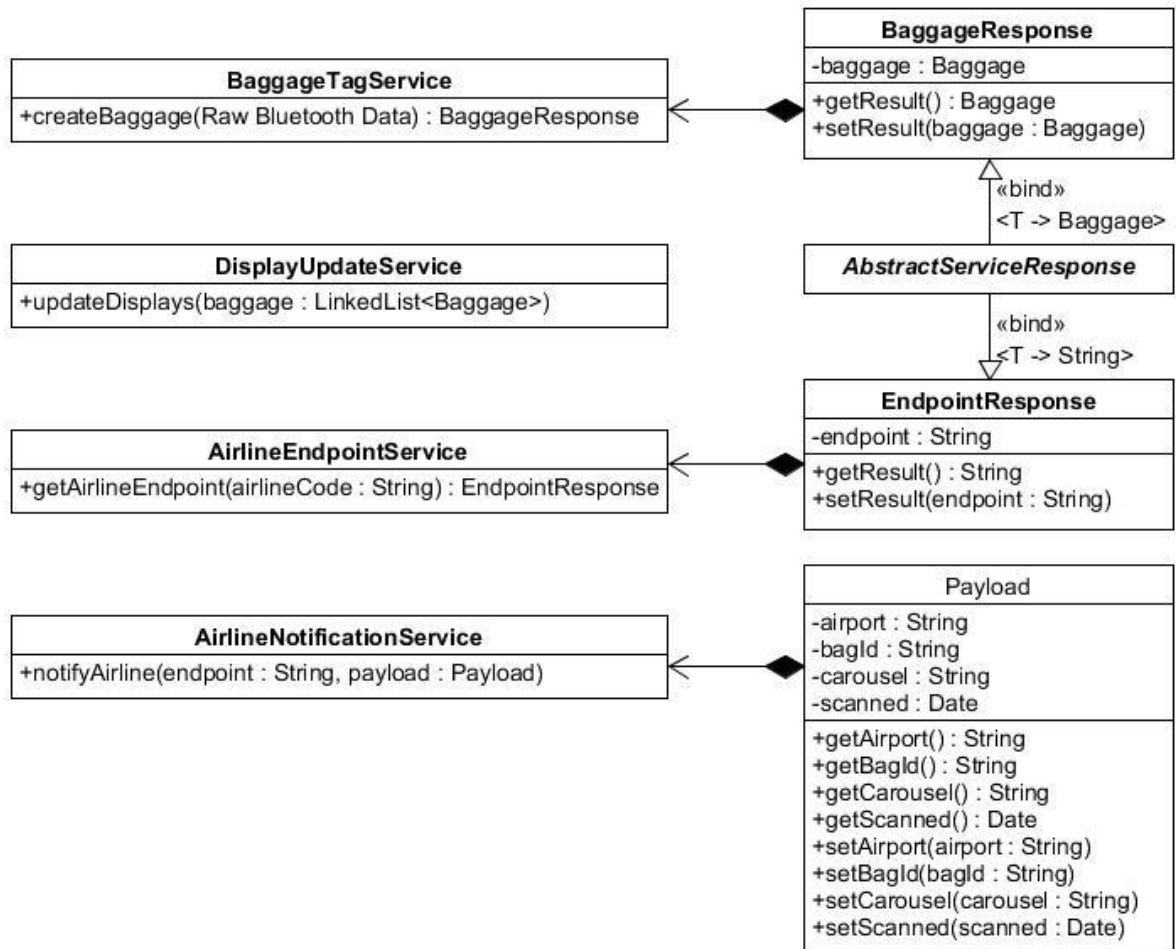 BaggageTagService
+createBaggage(Raw Bluetooth Data) : BaggageResponse
BaggageResponse
-baggage : Baggage
+getResult() : Baggage
+setResult(baggage : Baggage)
«bind»
<T -> Baggage>
DisplayUpdateService
+updateDisplays(baggage : LinkedList<Baggage>)
AbstractServiceResponse
«bind»
<T -> String>
AirlineEndpointService
+getAirlineEndpoint(airlineCode : String) : EndpointResponse
EndpointResponse
-endpoint : String
+getResult() : String
+setResult(endpoint : String)
AirlineNotificationService
+notifyAirline(endpoint : String, payload : Payload)
Payload
-airport : String
-bagId : String
-carousel : String
-scanned : Date
+getAirport() : String
+getBagId() : String
+getCarousel() : String
+getScanned() : Date
+setAirport(airport : String)
+setBagId(bagId : String)
+setCarousel(carousel : String)
+setScanned(scanned : Date)